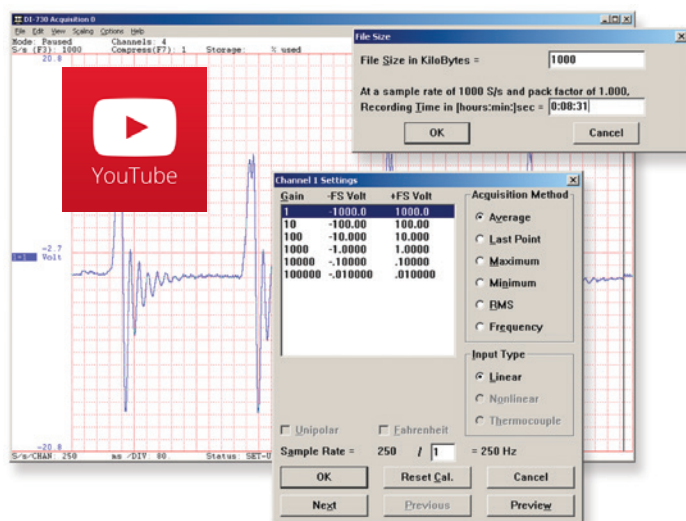 DI-730 Acquisition 0
File Edit View Scaling Options Help
Mode: Paused Channels: 4
S/s (F3): 1000 Compress(F7): 1 Storage: % used
20.8
YouTube
-2.7
1=1 Volt
-20.8
S/s/CHAN: 250 ms /DIV: 80. Status: SET-U
File Size
File Size in KiloBytes = 1000
At a sample rate of 1000 S/s and pack factor of 1.000,
Recording Time in [hours:min:]sec = 0:08:31
OK Cancel
Channel 1 Settings
Gain -FS Volt +FS Volt
1 -1000.0 1000.0
10 -100.00 100.00
100 -10.000 10.000
1000 -1.0000 1.0000
10000 -.10000 .10000
100000 -.010000 .010000
Acquisition Method
Average
Last Point
Maximum
Minimum
RMS
Frequency
Input Type
Linear
Nonlinear
Thermocouple
Unipolar Fahrenheit
Sample Rate = 250 / 1 = 250 Hz
OK Reset Cal. Cancel
Next Previous Preview